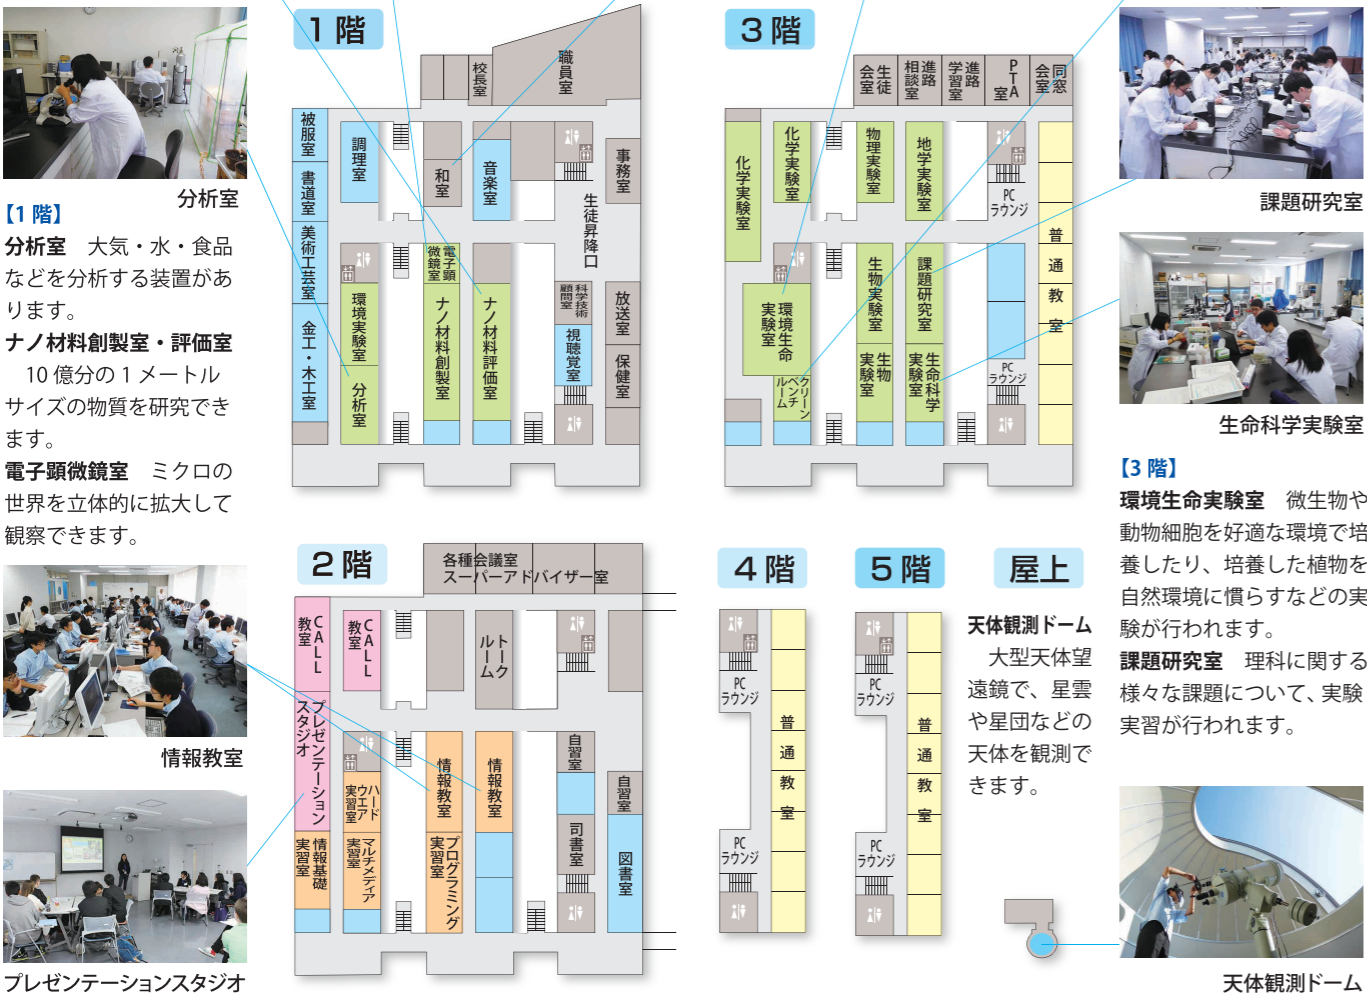 分析室
【1 階】
分析室　大気・水・食品
などを分析する装置があ
ります。
ナノ材料創製室・評価室
10 億分の 1 メートル
サイズの物質を研究でき
ます。
電子顕微鏡室　ミクロの
世界を立体的に拡大して
観察できます。
情報教室
プレゼンテーションスタジオ
1 階
校長室
職員室
被服室
書道室
美術工芸室
金工・木工室
調理室
環境実験室
分析室
和室
電子顕
微鏡室
ナノ材料創製室
音楽室
ナノ材料評価室
生徒昇降口
科学技術
顧問室
視聴覚室
事務室
放送室
保健室
2 階
各種会議室
スーパーアドバイザー室
CALL
教室
プレゼンテーション
スタジオ
情報基礎
実習室
CALL
教室
ハード
ウエア
実習室
マルチメディア
実習室
情報教室
プログラミング
実習室
トーク
ルーム
情報教室
自習室
司書室
自習室
図書室
3 階
生徒
会室
進路
相談室
進路
学習室
PTA
室
同窓
会室
化学実験室
化学実験室
環境生命
実験室
クリーン
ベンチ
ルーム
物理実験室
生物実験室
生物
実験室
地学実験室
課題研究室
生命科学
実験室
PC
ラウンジ
PC
ラウンジ
普通教室
4 階
PC
ラウンジ
普通教室
PC
ラウンジ
5 階
PC
ラウンジ
普通教室
PC
ラウンジ
屋上
天体観測ドーム
大型天体望
遠鏡で、星雲
や星団などの
天体を観測で
きます。
課題研究室
生命科学実験室
【3 階】
環境生命実験室　微生物や
動物細胞を好適な環境で培
養したり、培養した植物を
自然環境に慣らすなどの実
験が行われます。
課題研究室　理科に関する
様々な課題について、実験
実習が行われます。
天体観測ドーム